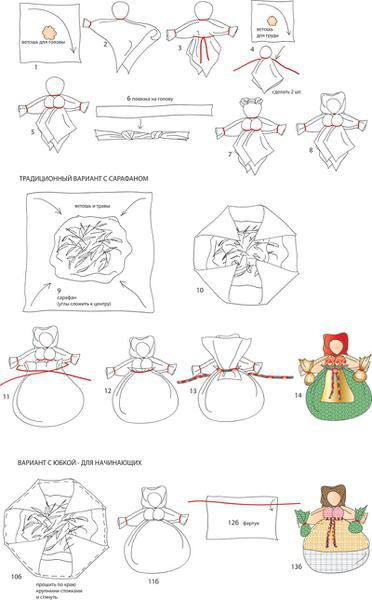 ветошь для головы
1
2
3
ветошь
для груди
4
сделать 2 шт.
5
6 повязка на голову
7
8
ТРАДИЦИОННЫЙ ВАРИАНТ С САРАФАНОМ
ветошь и травы
9
сарафан
(углы сложить к центру)
10
11
12
13
14
ВАРИАНТ С ЮБКОЙ - ДЛЯ НАЧИНАЮЩИХ
10б
прошить по краю
крупными стежками
и стянуть
11б
12б фартук
13б